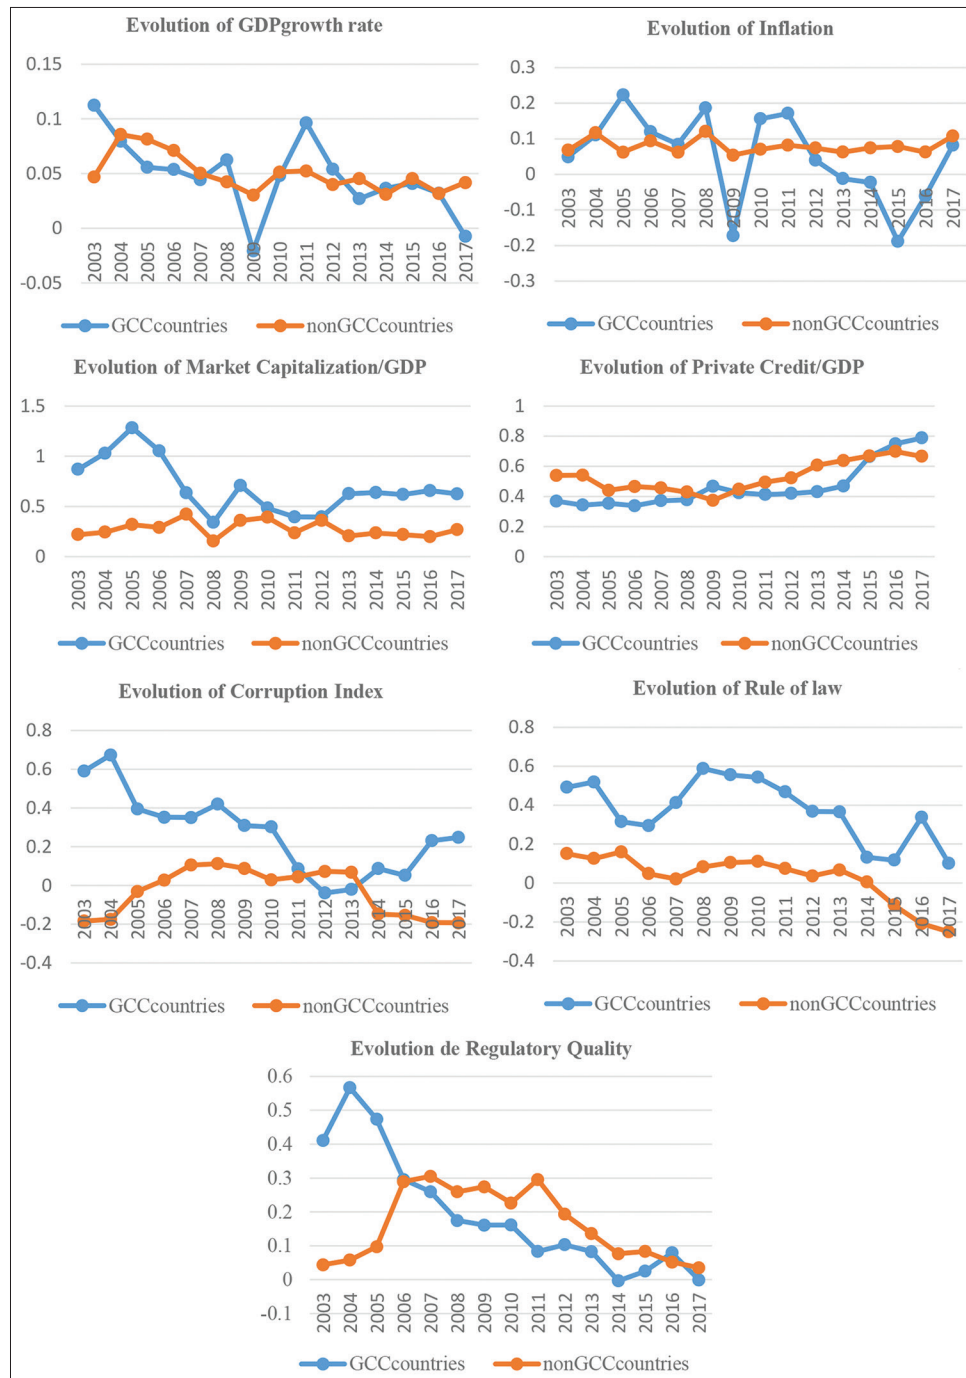 Evolution of GDPgrowth rate
0.15
0.1
0.05
0
-0.05
2003 2004 2005 2006 2007 2008 2009 2010 2011 2012 2013 2014 2015 2016 2017
GCCcountries nonGCCcountries
Evolution of Inflation
0.3
0.2
0.1
0
-0.1
-0.2
-0.3
2003 2004 2005 2006 2007 2008 2009 2010 2011 2012 2013 2014 2015 2016 2017
GCCcountries nonGCCcountries
Evolution of Market Capitalization/GDP
1.5
1
0.5
0
2003 2004 2005 2006 2007 2008 2009 2010 2011 2012 2013 2014 2015 2016 2017
GCCcountries nonGCCcountries
Evolution of Private Credit/GDP
1
0.8
0.6
0.4
0.2
0
2003 2004 2005 2006 2007 2008 2009 2010 2011 2012 2013 2014 2015 2016 2017
GCCcountries nonGCCcountries
Evolution of Corruption Index
0.8
0.6
0.4
0.2
0
-0.2
-0.4
2003 2004 2005 2006 2007 2008 2009 2010 2011 2012 2013 2014 2015 2016 2017
GCCcountries nonGCCcountries
Evolution of Rule of law
0.8
0.6
0.4
0.2
0
-0.2
-0.4
2003 2004 2005 2006 2007 2008 2009 2010 2011 2012 2013 2014 2015 2016 2017
GCCcountries nonGCCcountries
Evolution de Regulatory Quality
0.6
0.5
0.4
0.3
0.2
0.1
0
-0.1
2003 2004 2005 2006 2007 2008 2009 2010 2011 2012 2013 2014 2015 2016 2017
GCCcountries nonGCCcountries